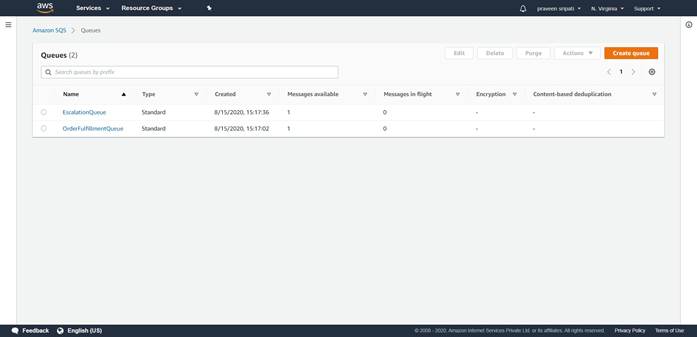 aws Services Resource Groups praveen sripati N. Virginia Support
Amazon SQS > Queues
Queues (2) Edit Delete Purge Actions Create queue
Search queues by prefix
1
Name Type Created Messages available Messages in flight Encryption Content-based deduplication
EscalationQueue Standard 8/15/2020, 15:17:36 1 0 - -
OrderFulfillmentQueue Standard 8/15/2020, 15:17:02 1 0 - -
Feedback English (US) © 2008 - 2020, Amazon Internet Services Private Ltd. or its affiliates. All rights reserved. Privacy Policy Terms of Use